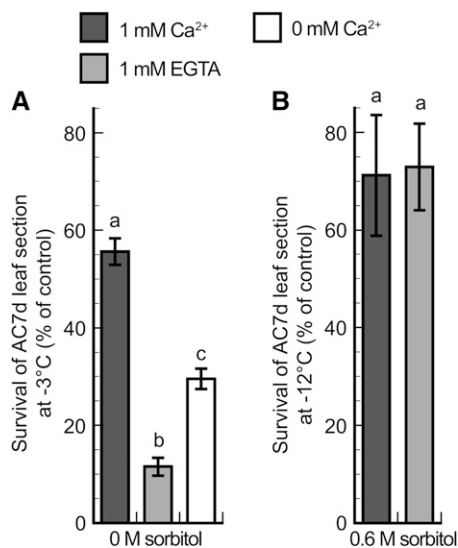 1 mM Ca²⁺
0 mM Ca²⁺
1 mM EGTA
A
Survival of AC7d leaf section
at -3°C (% of control)
80
60
40
20
0
a
b
c
0 M sorbitol
B
Survival of AC7d leaf section
at -12°C (% of control)
80
60
40
20
0
a
a
0.6 M sorbitol